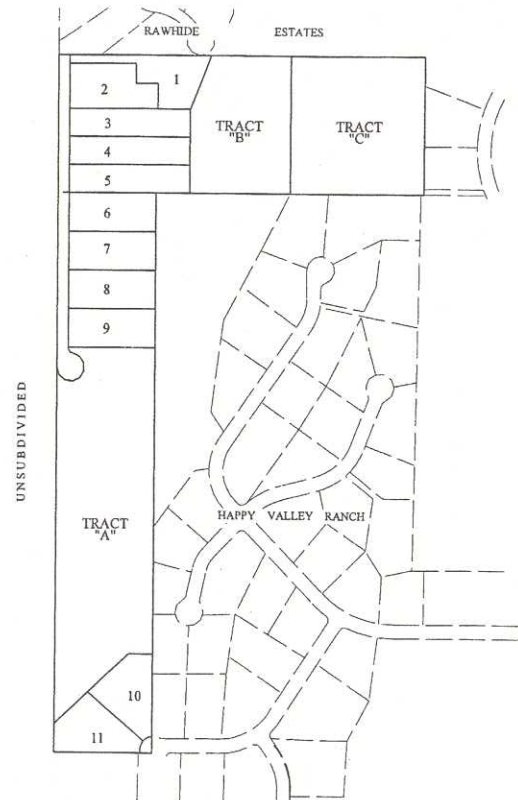 RAWHIDE ESTATES
1
2
3
TRACT
"B"
TRACT
"C"
4
5
6
7
8
9
UNSUBDIVIDED
HAPPY VALLEY RANCH
TRACT
"A"
10
11